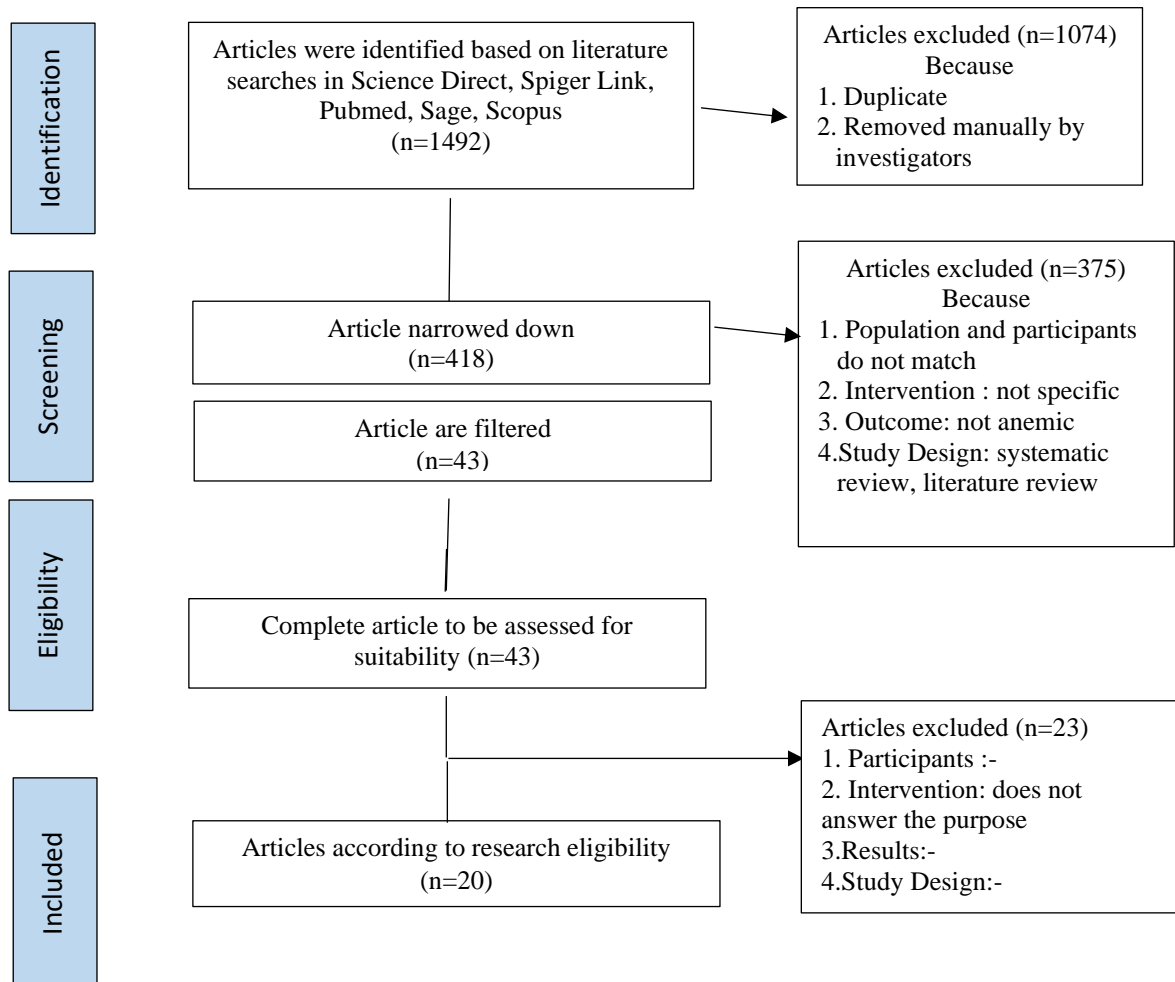 Identification
Articles were identified based on literature
searches in Science Direct, Spiger Link,
Pubmed, Sage, Scopus
(n=1492)
Articles excluded (n=1074)
Because
1. Duplicate
2. Removed manually by
investigators
Screening
Article narrowed down
(n=418)
Article are filtered
(n=43)
Articles excluded (n=375)
Because
1. Population and participants
do not match
2. Intervention : not specific
3. Outcome: not anemic
4.Study Design: systematic
review, literature review
Eligibility
Complete article to be assessed for
suitability (n=43)
Articles excluded (n=23)
1. Participants :-
2. Intervention: does not
answer the purpose
3.Results:-
4.Study Design:-
Included
Articles according to research eligibility
(n=20)